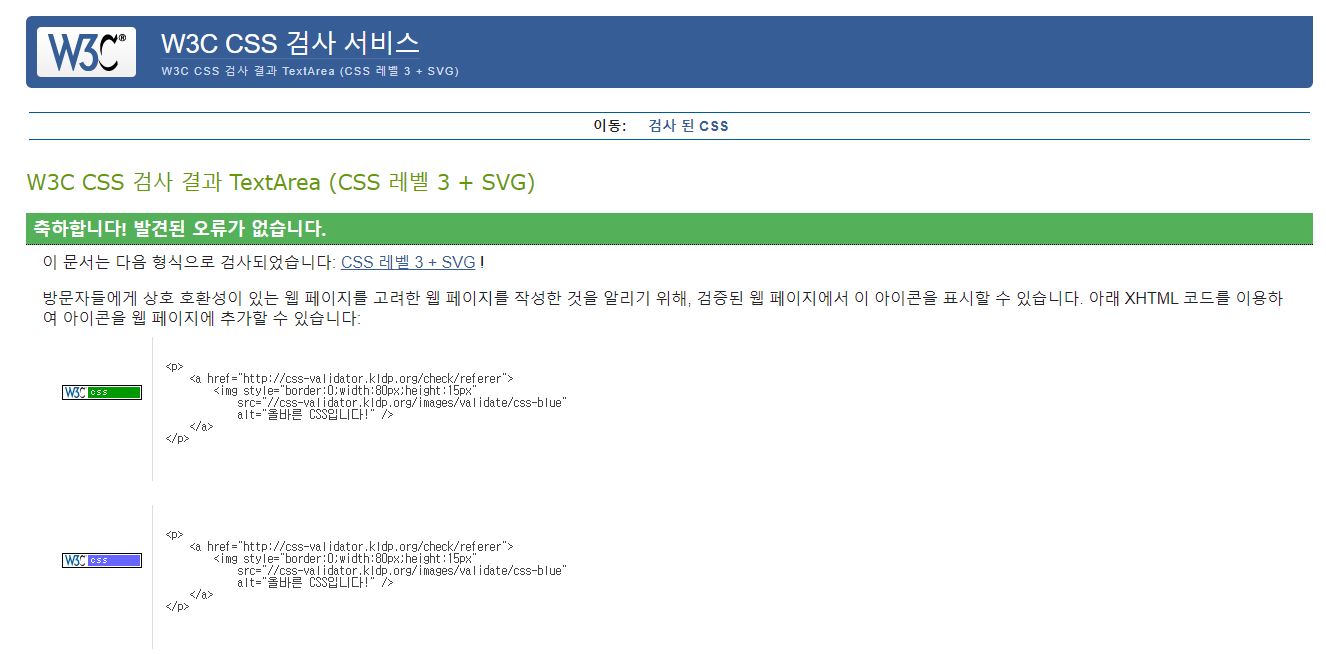 W3C® W3C CSS 검사 서비스
W3C CSS 검사 결과 TextArea (CSS 레벨 3 + SVG)
이동: 검사 된 CSS
W3C CSS 검사 결과 TextArea (CSS 레벨 3 + SVG)
축하합니다! 발견된 오류가 없습니다.
이 문서는 다음 형식으로 검사되었습니다: CSS 레벨 3 + SVG !
방문자들에게 상호 호환성이 있는 웹 페이지를 고려한 웹 페이지를 작성한 것을 알리기 위해, 검증된 웹 페이지에서 이 아이콘을 표시할 수 있습니다. 아래 XHTML 코드를 이용하
여 아이콘을 웹 페이지에 추가할 수 있습니다:
W3C css
<p>
<a href="http://css-validator.kldp.org/check/referer">
<img style="border:0;width:80px;height:15px"
src="//css-validator.kldp.org/images/validate/css-blue"
alt="올바른 CSS입니다!" />
</a>
</p>
W3C css
<p>
<a href="http://css-validator.kldp.org/check/referer">
<img style="border:0;width:80px;height:15px"
src="//css-validator.kldp.org/images/validate/css-blue"
alt="올바른 CSS입니다!" />
</a>
</p>